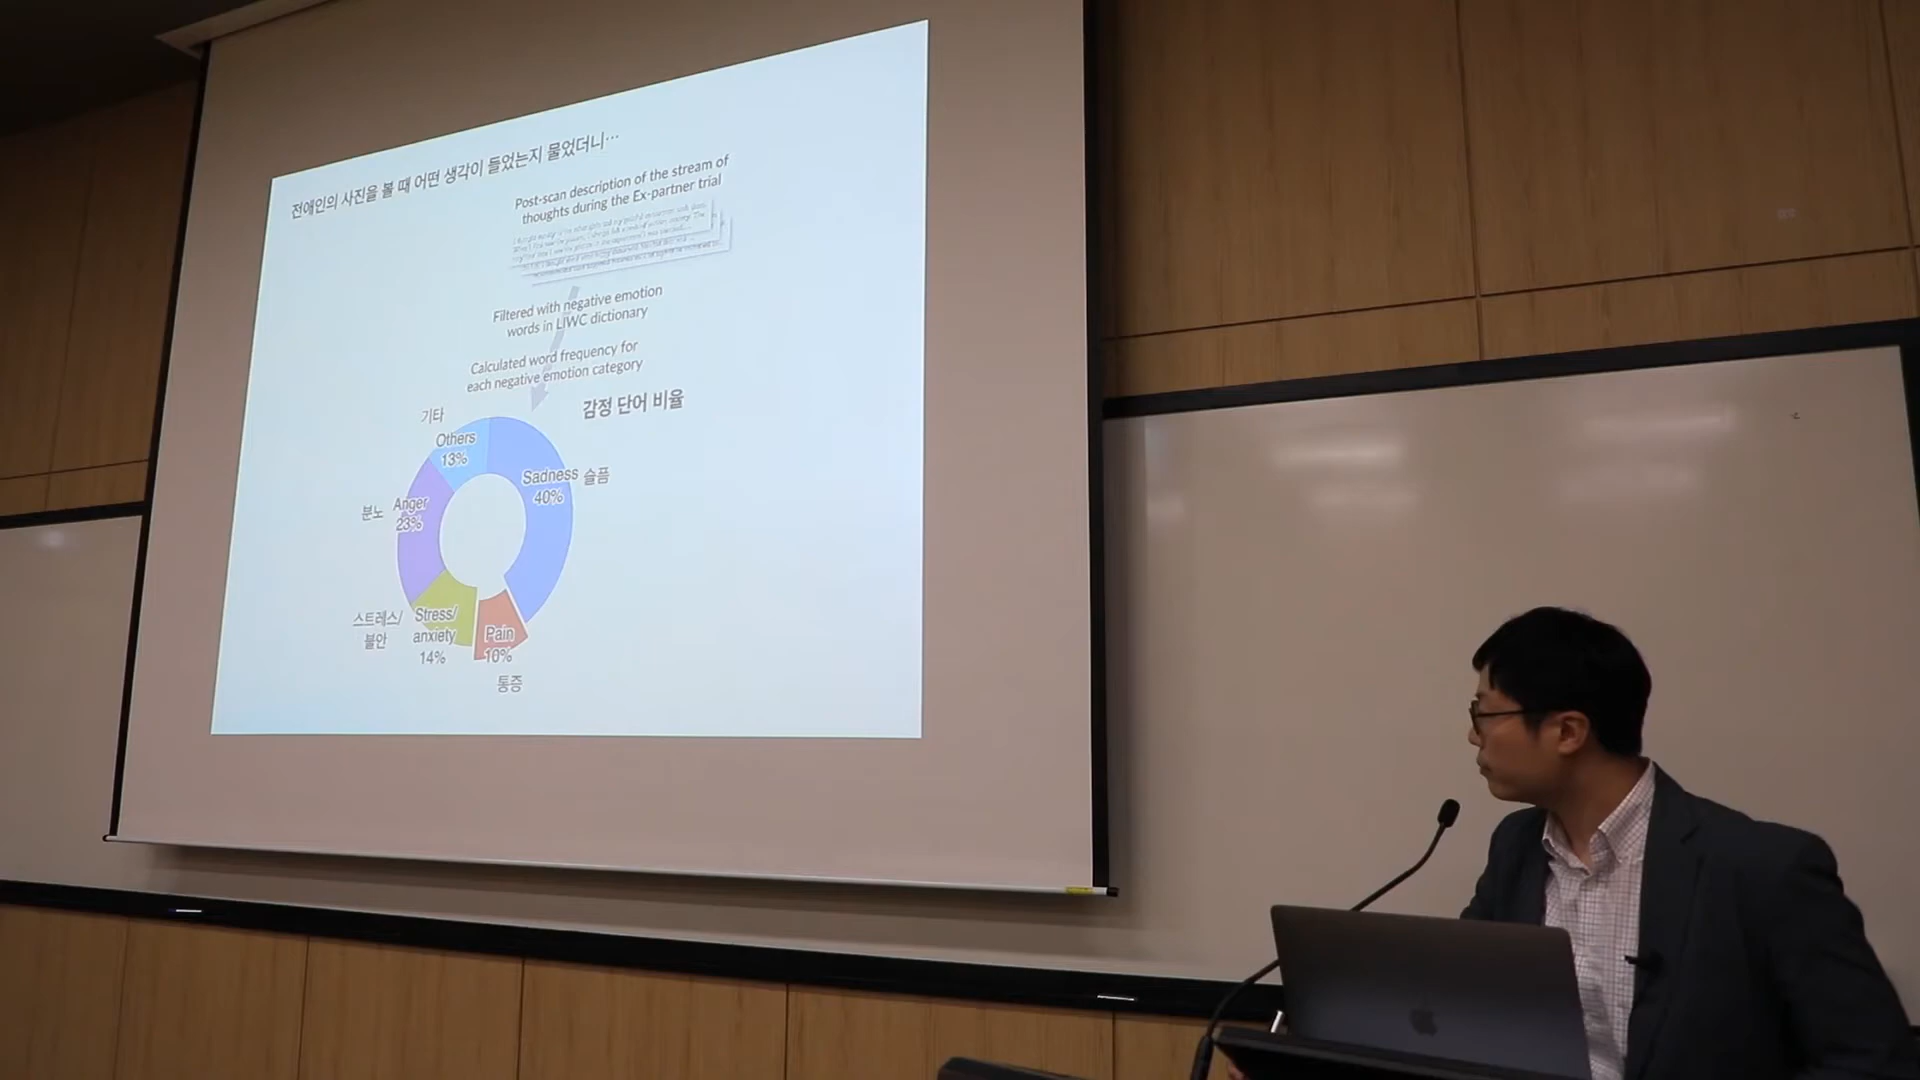 전애인의 사진을 볼 때 어떤 생각이 들었는지 물었더니…
Post-scan description of the stream of
thoughts during the Ex-partner trial
Filtered with negative emotion
words in LIWC dictionary
Calculated word frequency for
each negative emotion category
감정 단어 비율
기타
Others
13%
Sadness 슬픔
40%
분노 Anger
23%
스트레스/
불안
Stress/
anxiety
14%
Pain
10%
통증